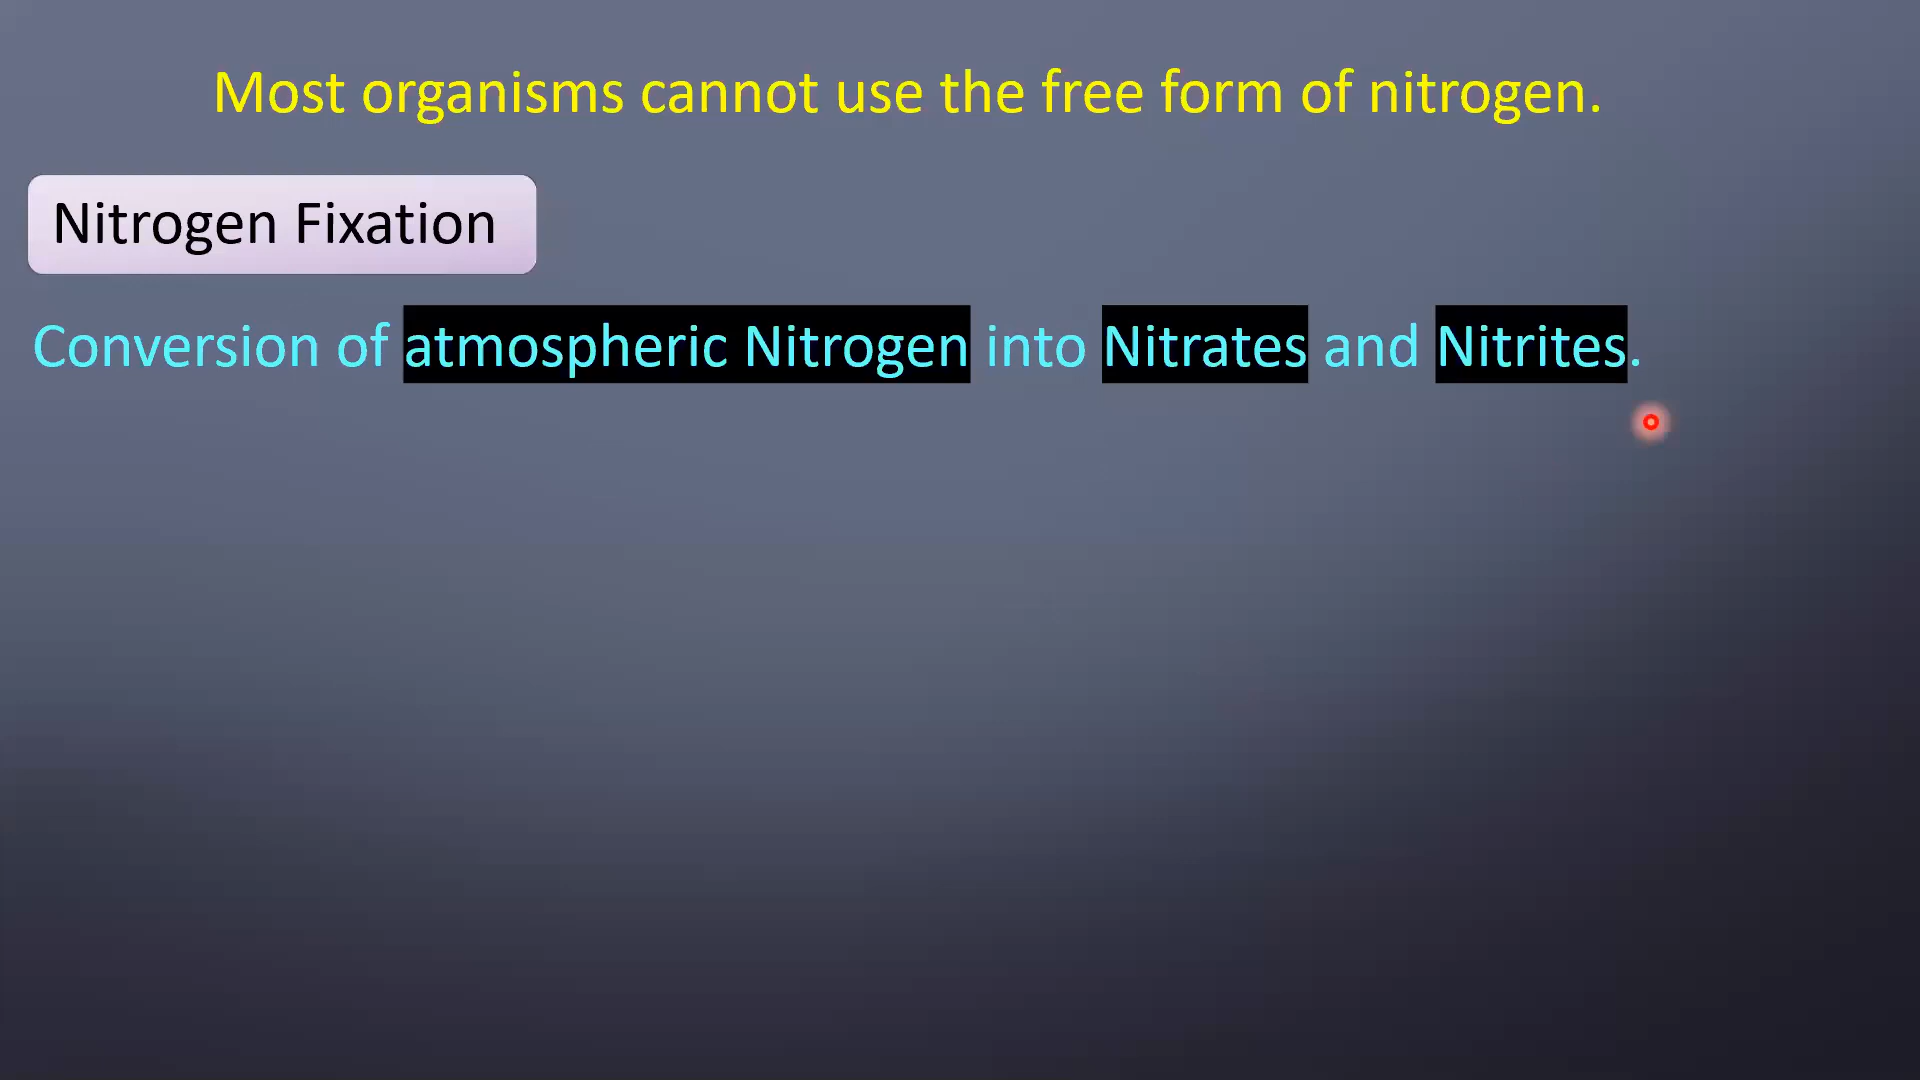 Most organisms cannot use the free form of nitrogen.
Nitrogen Fixation
Conversion of atmospheric Nitrogen into Nitrates and Nitrites.